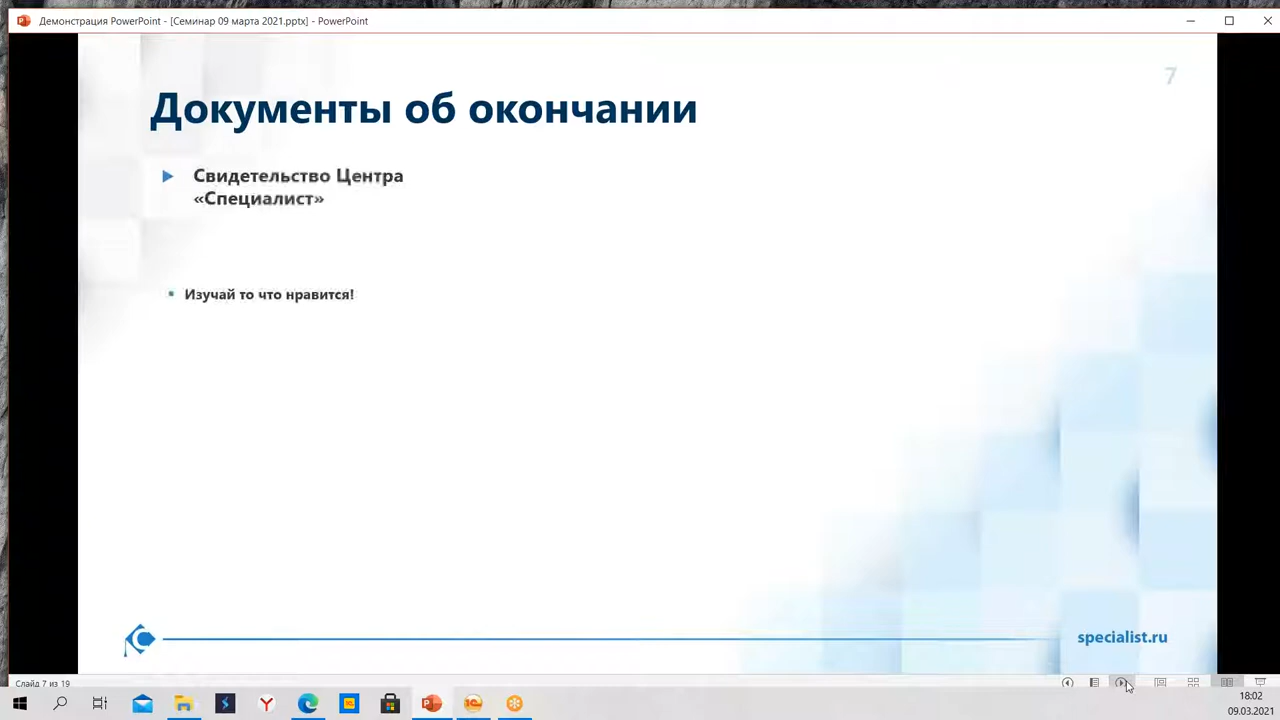 Демонстрация PowerPoint - [Семинар 09 марта 2021.pptx] - PowerPoint
7
Документы об окончании
Свидетельство Центра
«Специалист»
Изучай то что нравится!
specialist.ru
Слайд 7 из 19
18:02
09.03.2021